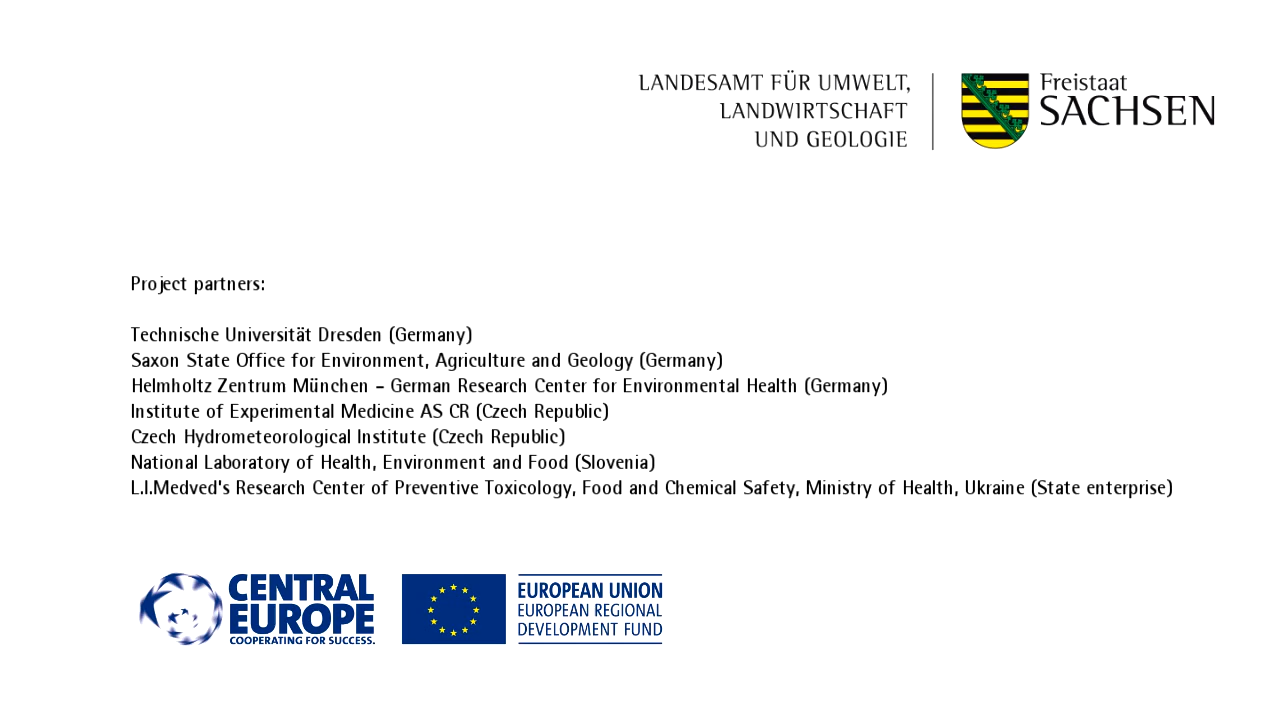 LANDESAMT FÜR UMWELT,
LANDWIRTSCHAFT
UND GEOLOGIE
Freistaat
SACHSEN
Project partners:
Technische Universität Dresden (Germany)
Saxon State Office for Environment, Agriculture and Geology (Germany)
Helmholtz Zentrum München – German Research Center for Environmental Health (Germany)
Institute of Experimental Medicine AS CR (Czech Republic)
Czech Hydrometeorological Institute (Czech Republic)
National Laboratory of Health, Environment and Food (Slovenia)
L.I.Medved's Research Center of Preventive Toxicology, Food and Chemical Safety, Ministry of Health, Ukraine (State enterprise)
CENTRAL
EUROPE
COOPERATING FOR SUCCESS.
EUROPEAN UNION
EUROPEAN REGIONAL
DEVELOPMENT FUND